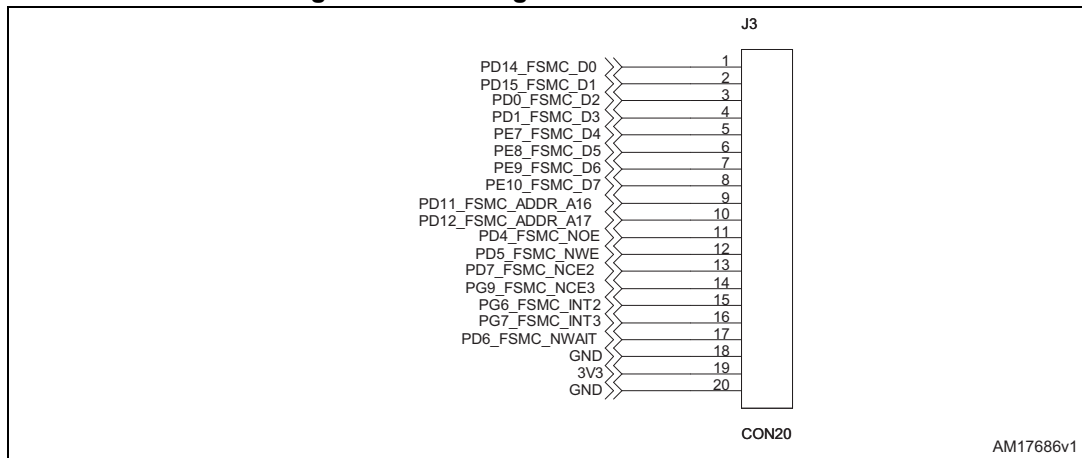 J3
PD14_FSMC_D0 1
PD15_FSMC_D1 2
PD0_FSMC_D2 3
PD1_FSMC_D3 4
PE7_FSMC_D4 5
PE8_FSMC_D5 6
PE9_FSMC_D6 7
PE10_FSMC_D7 8
PD11_FSMC_ADDR_A16 9
PD12_FSMC_ADDR_A17 10
PD4_FSMC_NOE 11
PD5_FSMC_NWE 12
PD7_FSMC_NCE2 13
PG9_FSMC_NCE3 14
PG6_FSMC_INT2 15
PG7_FSMC_INT3 16
PD6_FSMC_NWAIT 17
GND 18
3V3 19
GND 20
CON20
AM17686v1